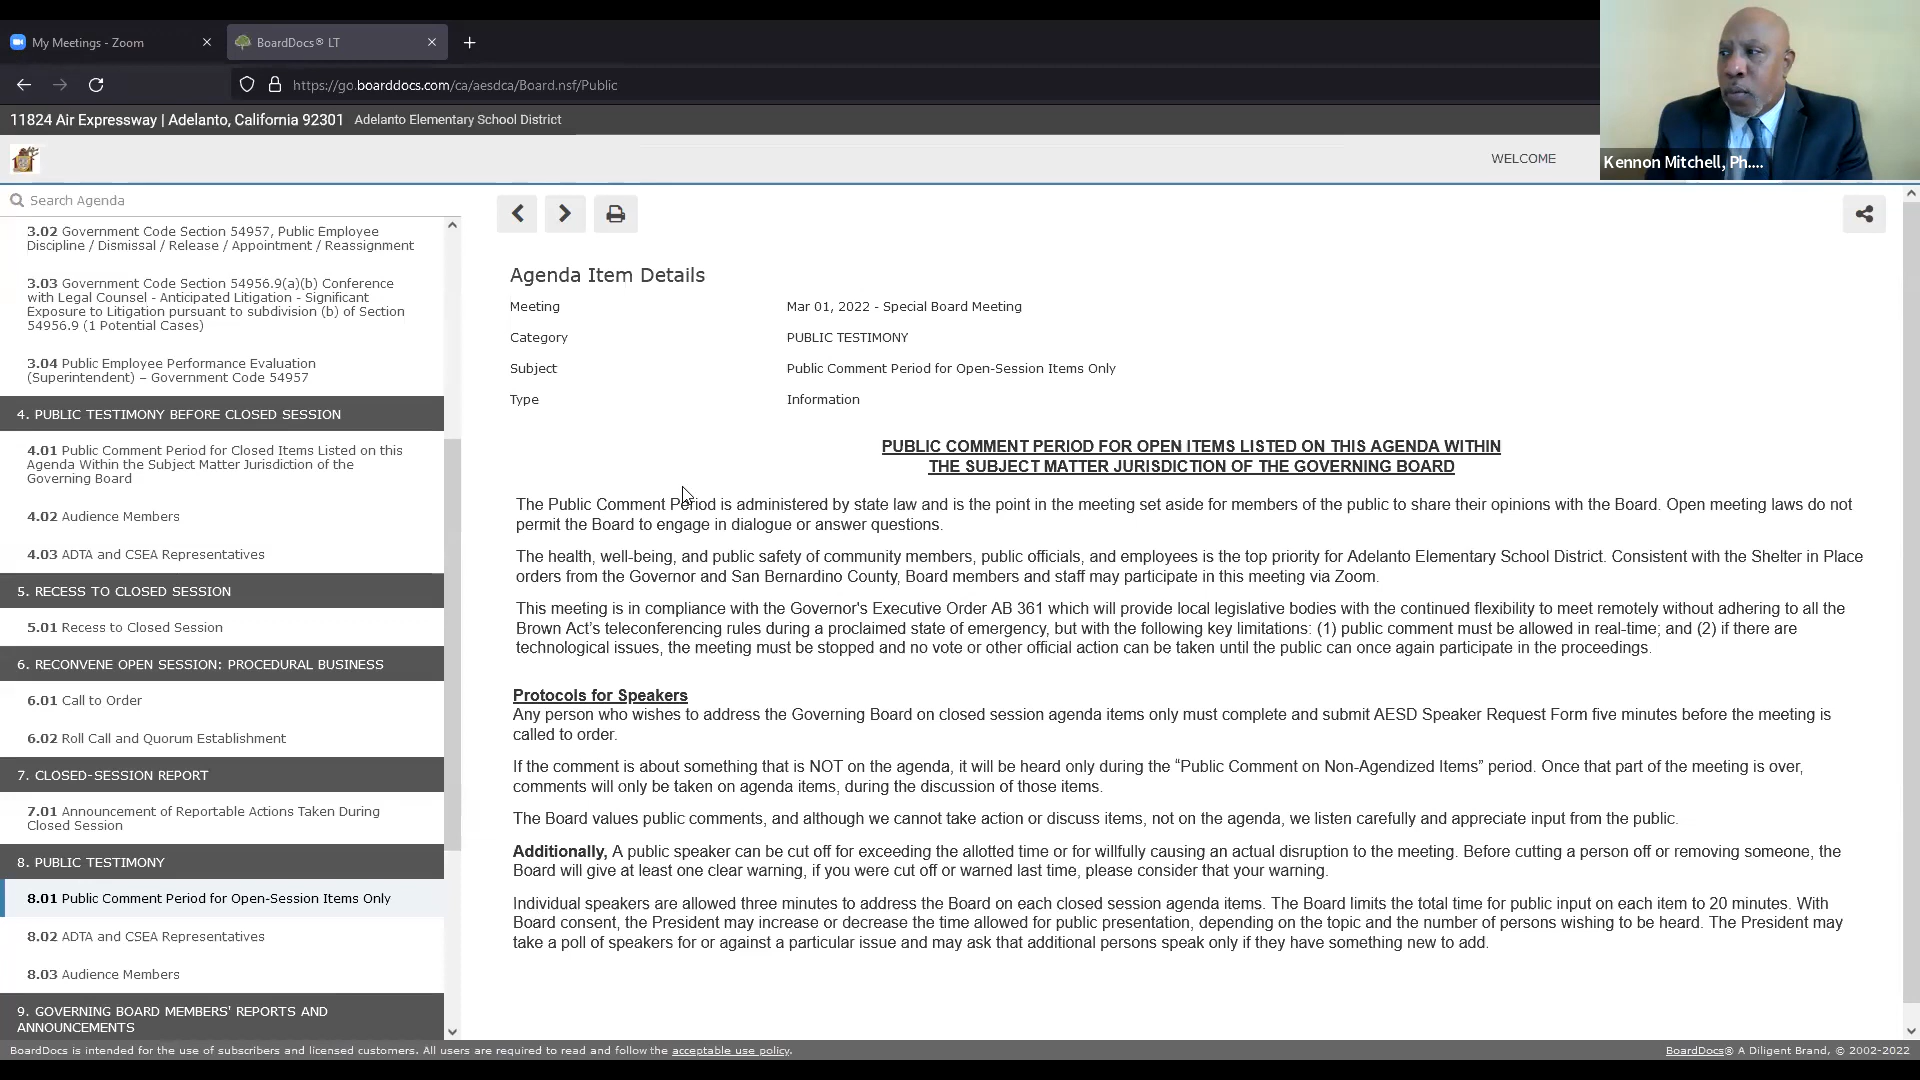 My Meetings - Zoom
BoardDocs® LT
https://go.boarddocs.com/ca/aesdca/Board.nsf/Public
11824 Air Expressway | Adelanto, California 92301 Adelanto Elementary School District
WELCOME
Kennon Mitchell, Ph....
Search Agenda
3.02 Government Code Section 54957, Public Employee
Discipline / Dismissal / Release / Appointment / Reassignment
3.03 Government Code Section 54956.9(a)(b) Conference
with Legal Counsel - Anticipated Litigation - Significant
Exposure to Litigation pursuant to subdivision (b) of Section
54956.9 (1 Potential Cases)
3.04 Public Employee Performance Evaluation
(Superintendent) – Government Code 54957
4. PUBLIC TESTIMONY BEFORE CLOSED SESSION
4.01 Public Comment Period for Closed Items Listed on this
Agenda Within the Subject Matter Jurisdiction of the
Governing Board
4.02 Audience Members
4.03 ADTA and CSEA Representatives
5. RECESS TO CLOSED SESSION
5.01 Recess to Closed Session
6. RECONVENE OPEN SESSION: PROCEDURAL BUSINESS
6.01 Call to Order
6.02 Roll Call and Quorum Establishment
7. CLOSED-SESSION REPORT
7.01 Announcement of Reportable Actions Taken During
Closed Session
8. PUBLIC TESTIMONY
8.01 Public Comment Period for Open-Session Items Only
8.02 ADTA and CSEA Representatives
8.03 Audience Members
9. GOVERNING BOARD MEMBERS' REPORTS AND
ANNOUNCEMENTS
Agenda Item Details
Meeting Mar 01, 2022 - Special Board Meeting
Category PUBLIC TESTIMONY
Subject Public Comment Period for Open-Session Items Only
Type Information
PUBLIC COMMENT PERIOD FOR OPEN ITEMS LISTED ON THIS AGENDA WITHIN
THE SUBJECT MATTER JURISDICTION OF THE GOVERNING BOARD
The Public Comment Period is administered by state law and is the point in the meeting set aside for members of the public to share their opinions with the Board. Open meeting laws do not
permit the Board to engage in dialogue or answer questions.
The health, well-being, and public safety of community members, public officials, and employees is the top priority for Adelanto Elementary School District. Consistent with the Shelter in Place
orders from the Governor and San Bernardino County, Board members and staff may participate in this meeting via Zoom.
This meeting is in compliance with the Governor's Executive Order AB 361 which will provide local legislative bodies with the continued flexibility to meet remotely without adhering to all the
Brown Act’s teleconferencing rules during a proclaimed state of emergency, but with the following key limitations: (1) public comment must be allowed in real-time; and (2) if there are
technological issues, the meeting must be stopped and no vote or other official action can be taken until the public can once again participate in the proceedings.
Protocols for Speakers
Any person who wishes to address the Governing Board on closed session agenda items only must complete and submit AESD Speaker Request Form five minutes before the meeting is
called to order.
If the comment is about something that is NOT on the agenda, it will be heard only during the “Public Comment on Non-Agendized Items” period. Once that part of the meeting is over,
comments will only be taken on agenda items, during the discussion of those items.
The Board values public comments, and although we cannot take action or discuss items, not on the agenda, we listen carefully and appreciate input from the public.
Additionally, A public speaker can be cut off for exceeding the allotted time or for willfully causing an actual disruption to the meeting. Before cutting a person off or removing someone, the
Board will give at least one clear warning, if you were cut off or warned last time, please consider that your warning.
Individual speakers are allowed three minutes to address the Board on each closed session agenda items. The Board limits the total time for public input on each item to 20 minutes. With
Board consent, the President may increase or decrease the time allowed for public presentation, depending on the topic and the number of persons wishing to be heard. The President may
take a poll of speakers for or against a particular issue and may ask that additional persons speak only if they have something new to add.
BoardDocs is intended for the use of subscribers and licensed customers. All users are required to read and follow the acceptable use policy.
BoardDocs® A Diligent Brand, © 2002-2022